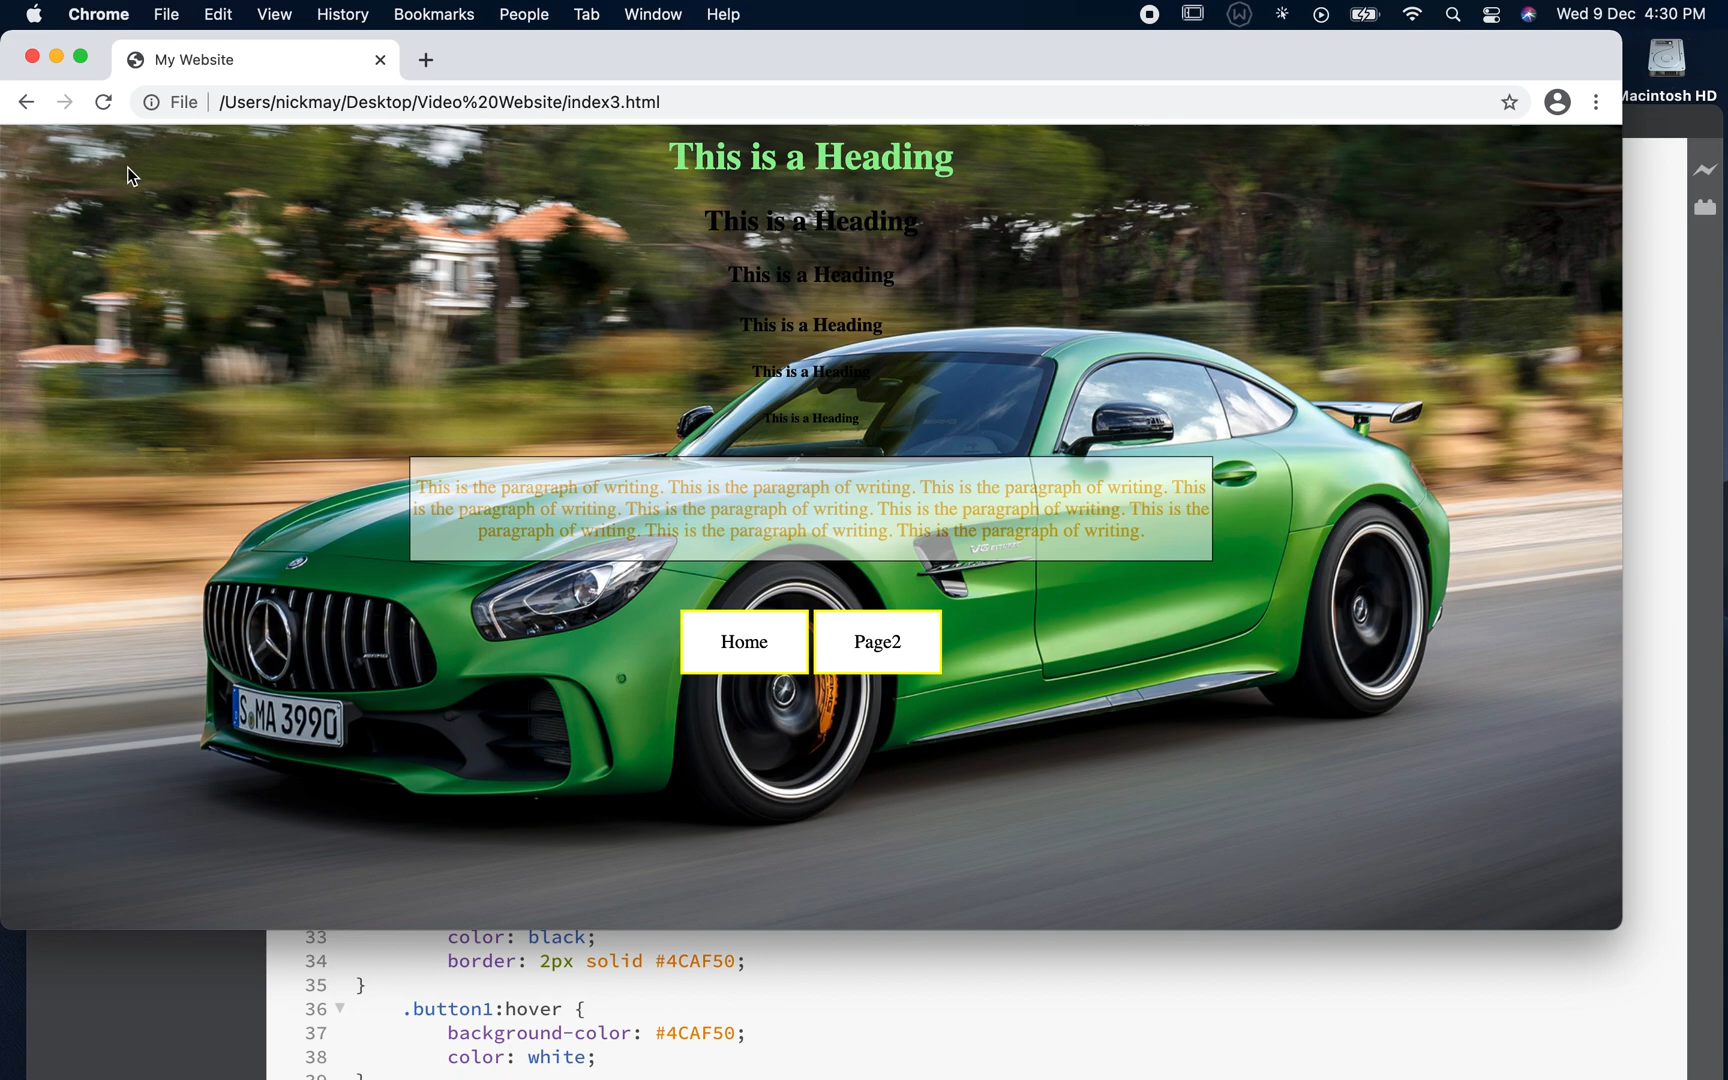 Chrome File Edit View History Bookmarks People Tab Window Help Wed 9 Dec 4:30 PM
My Website
File /Users/nickmay/Desktop/Video%20Website/index3.html
Macintosh HD
This is a Heading
This is a Heading
This is a Heading
This is a Heading
This is a Heading
This is a Heading
This is the paragraph of writing. This is the paragraph of writing. This is the paragraph of writing. This
is the paragraph of writing. This is the paragraph of writing. This is the paragraph of writing. This is the
paragraph of writing. This is the paragraph of writing. This is the paragraph of writing.
Home Page2
S MA 3990
33 color: black;
34 border: 2px solid #4CAF50;
35 }
36 .button1:hover {
37 background-color: #4CAF50;
38 color: white;